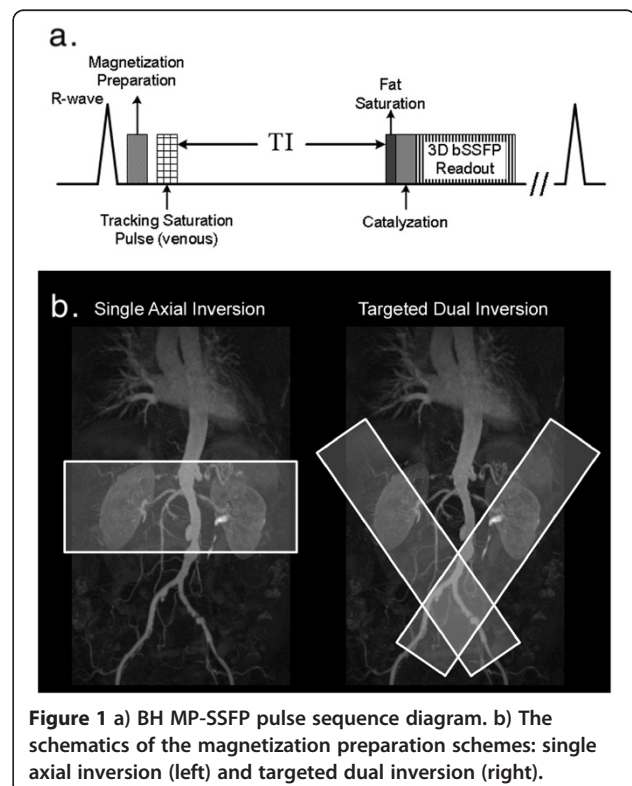 a.
Magnetization
Preparation
R-wave
Fat
Saturation
TI
3D bSSFP
Readout
Tracking Saturation
Pulse (venous)
Catalyzation
b. Single Axial Inversion Targeted Dual Inversion
Figure 1 a) BH MP-SSFP pulse sequence diagram. b) The
schematics of the magnetization preparation schemes: single
axial inversion (left) and targeted dual inversion (right).